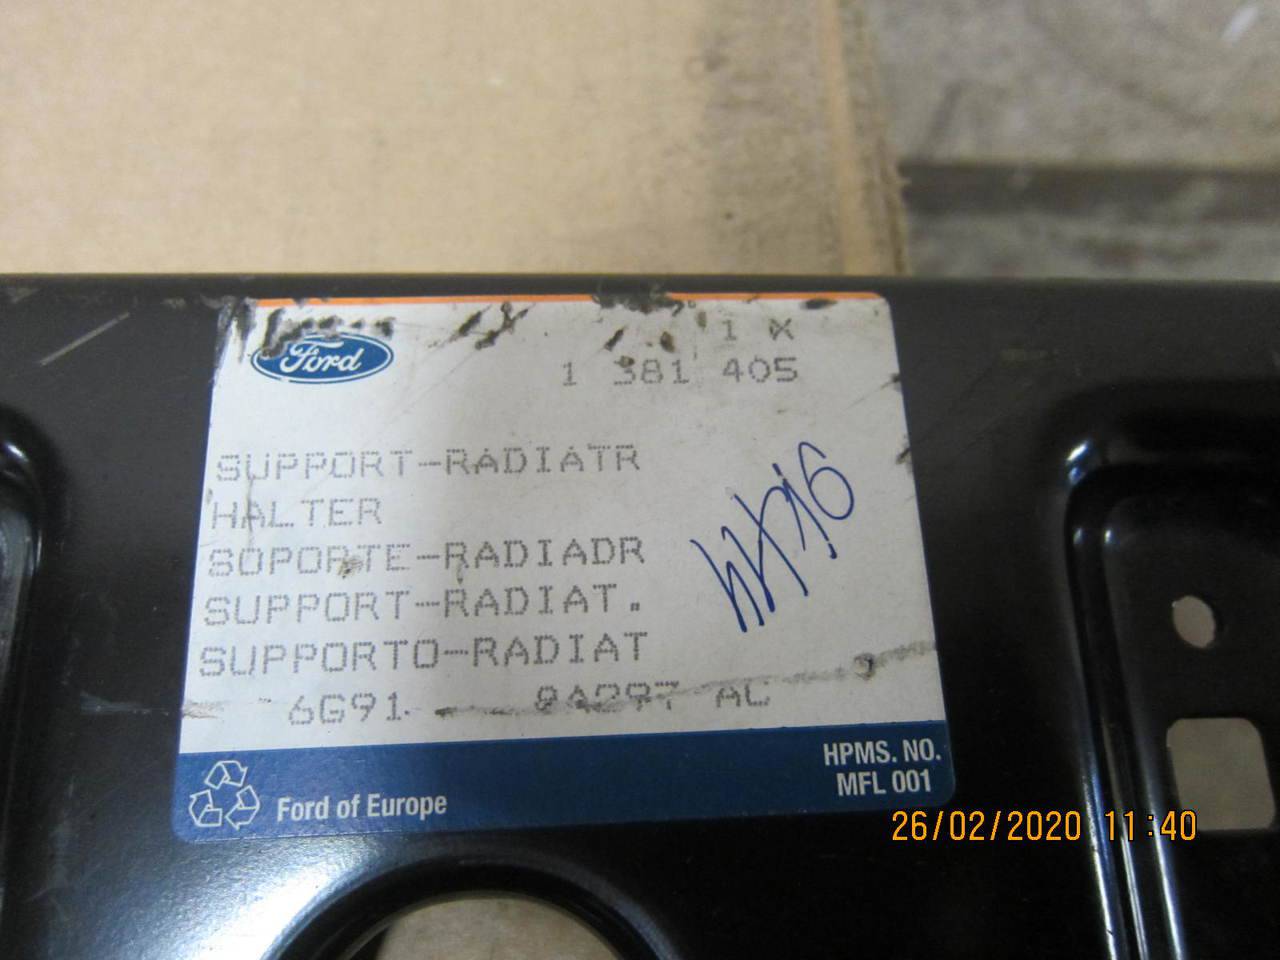 Ford
1 X
1 381 405
SUPPORT-RADIATR
HALTER
SOPORTE-RADIADR
SUPPORT-RADIAT.
SUPPORTO-RADIAT
6G91 8A297 AC
HPMS. NO.
MFL 001
Ford of Europe
26/02/2020 11:40